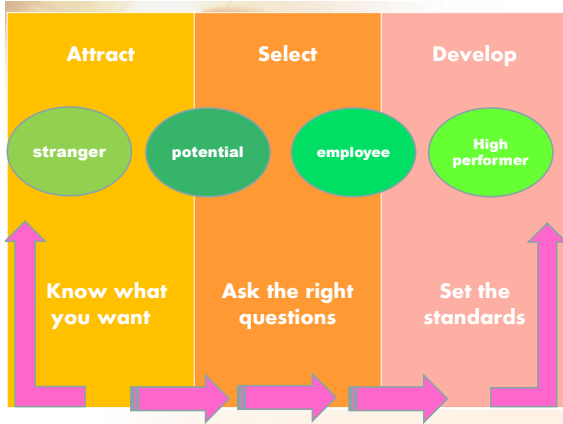 Attract
Select
Develop
stranger
potential
employee
High
performer
Know what
you want
Ask the right
questions
Set the
standards